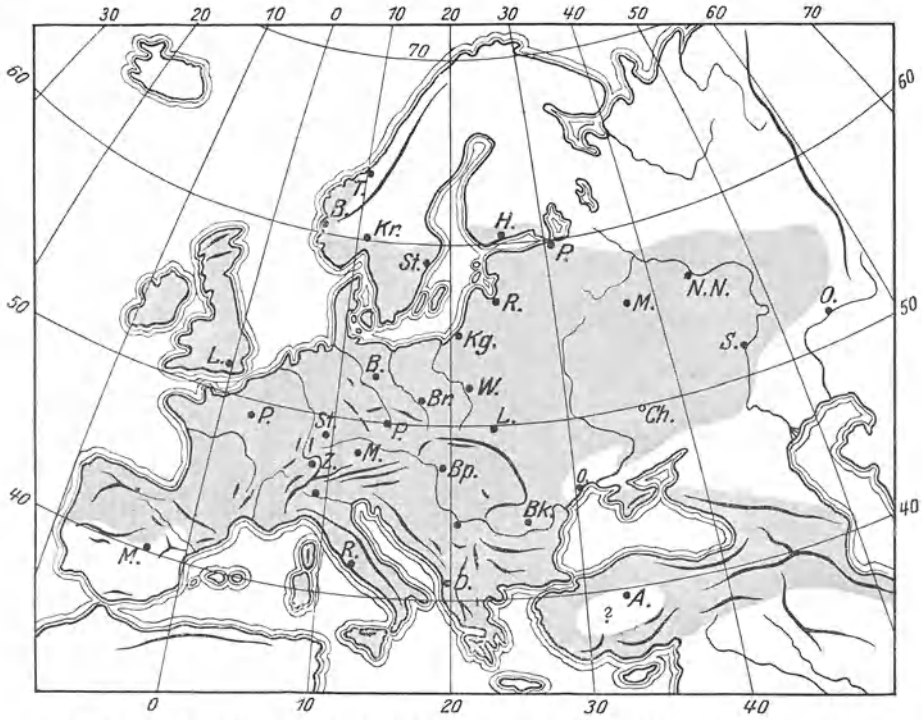 30 20 10 0 10 20 30 40 50 60 70
60 70 60
T.
B. Kr. H.
St. P.
N.N.
50 R. M. O. 50
Kg. S.
L. B. W.
Br. Ch.
P. St. P. L.
Z. M. Bp. O.
40 Bk. 40
M. R. D.
A.
?
0 10 20 30 40